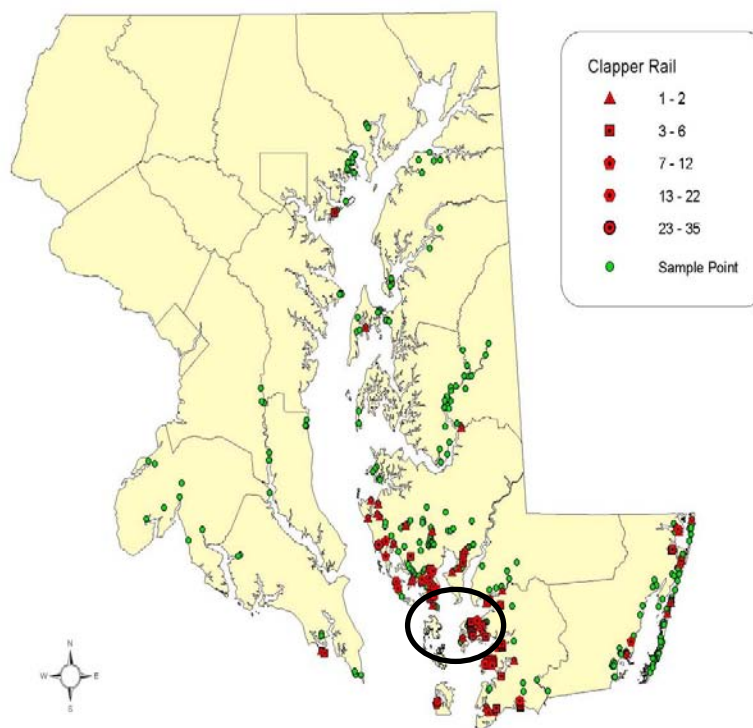 Clapper Rail
1 - 2
3 - 6
7 - 12
13 - 22
23 - 35
Sample Point
N
W E
S